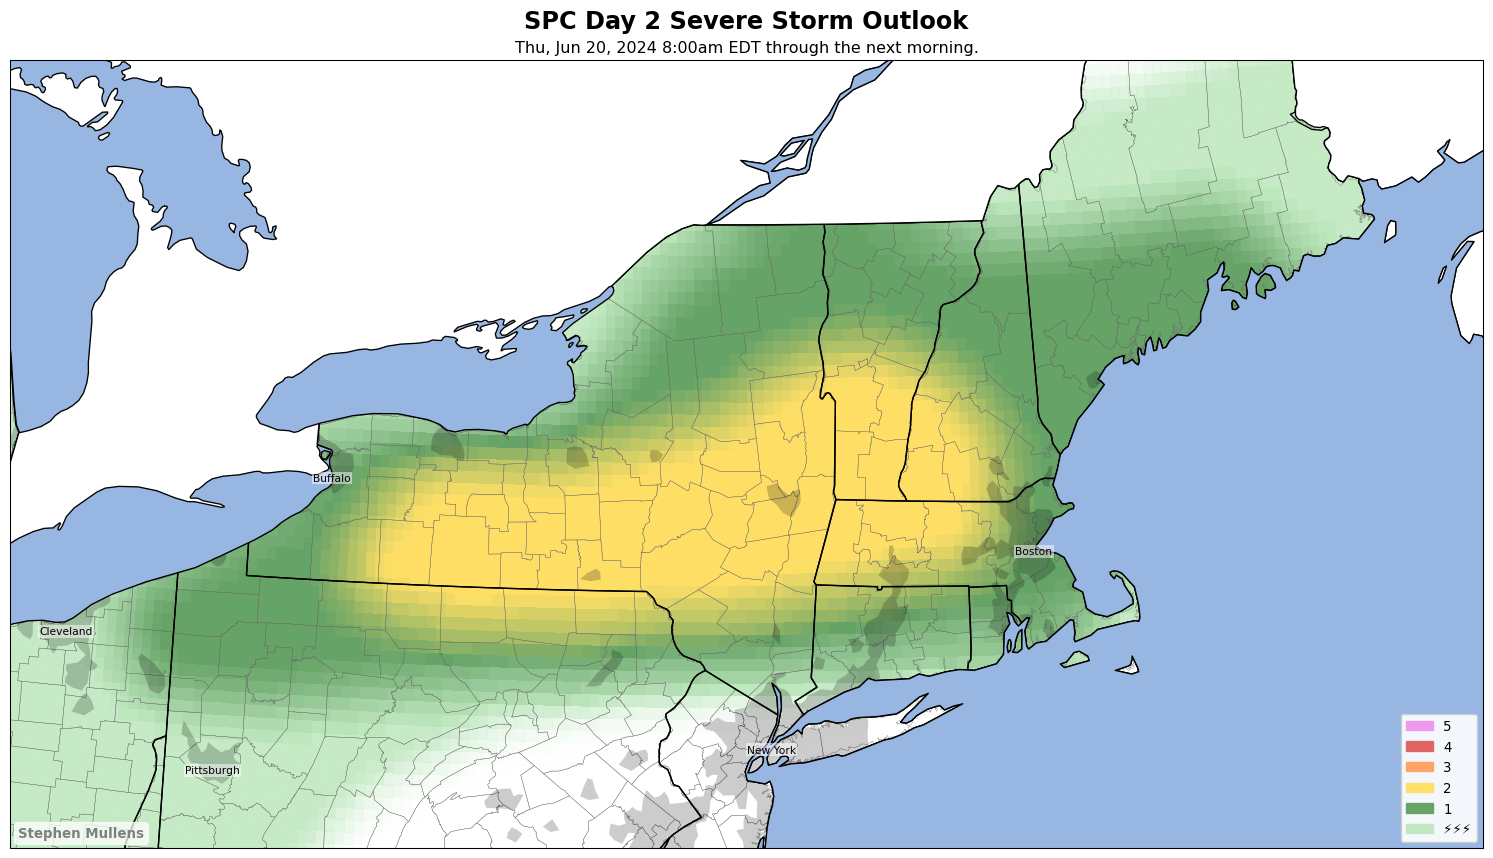 SPC Day 2 Severe Storm Outlook
Thu, Jun 20, 2024 8:00am EDT through the next morning.
Buffalo
Boston
Cleveland
New York
Pittsburgh
5
4
3
2
1
⚡⚡⚡
Stephen Mullens